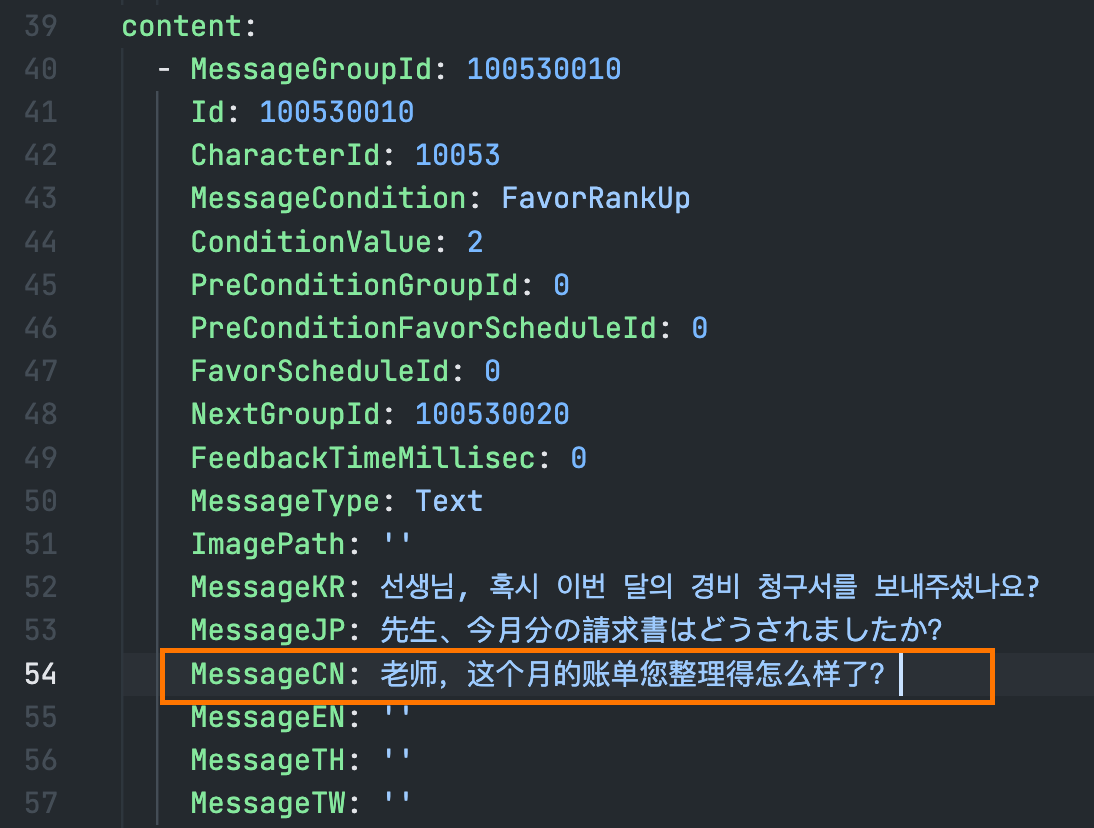 39 content:
40 - MessageGroupId: 100530010
41 Id: 100530010
42 CharacterId: 10053
43 MessageCondition: FavorRankUp
44 ConditionValue: 2
45 PreConditionGroupId: 0
46 PreConditionFavorScheduleId: 0
47 FavorScheduleId: 0
48 NextGroupId: 100530020
49 FeedbackTimeMillisec: 0
50 MessageType: Text
51 ImagePath: ''
52 MessageKR: 선생님, 혹시 이번 달의 경비 청구서를 보내주셨나요?
53 MessageJP: 先生、今月分の請求書はどうされましたか?
54 MessageCN: 老师，这个月的账单您整理得怎么样了？
55 MessageEN: ''
56 MessageTH: ''
57 MessageTW: ''